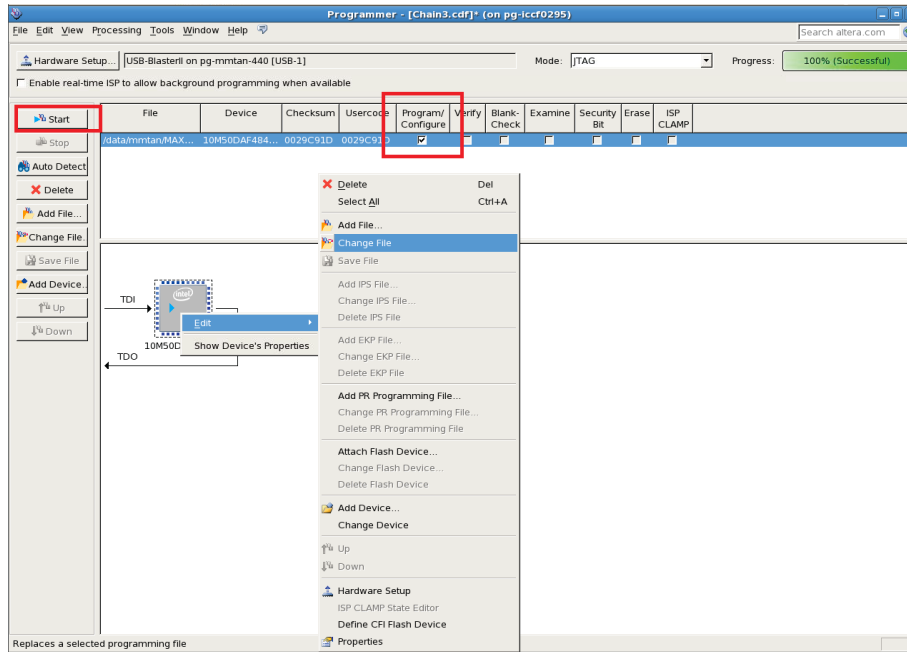 Programmer - [Chain3.cdf]* (on pg-iccf0295)
File Edit View Processing Tools Window Help
Search altera.com
Hardware Setup... USB-BlasterII on pg-mmtan-440 [USB-1] Mode: JTAG Progress: 100% (Successful)
Enable real-time ISP to allow background programming when available
Start
Stop
Auto Detect
Delete
Add File...
Change File.
Save File
Add Device.
Up
Down
File Device Checksum Usercode Program/ Verify Blank- Examine Security Erase ISP
Configure Check Bit CLAMP
/data/mmtan/MAX... 10M50DAF484... 0029C91D 0029C91D
TDI
intel
10M50D
TDO
Edit
Show Device's Properties
Delete Del
Select All Ctrl+A
Add File...
Change File
Save File
Add IPS File...
Change IPS File...
Delete IPS File
Add EKP File...
Change EKP File...
Delete EKP File
Add PR Programming File...
Change PR Programming File...
Delete PR Programming File
Attach Flash Device...
Change Flash Device...
Delete Flash Device
Add Device...
Change Device
Up
Down
Hardware Setup
ISP CLAMP State Editor
Define CFI Flash Device
Properties
Replaces a selected programming file